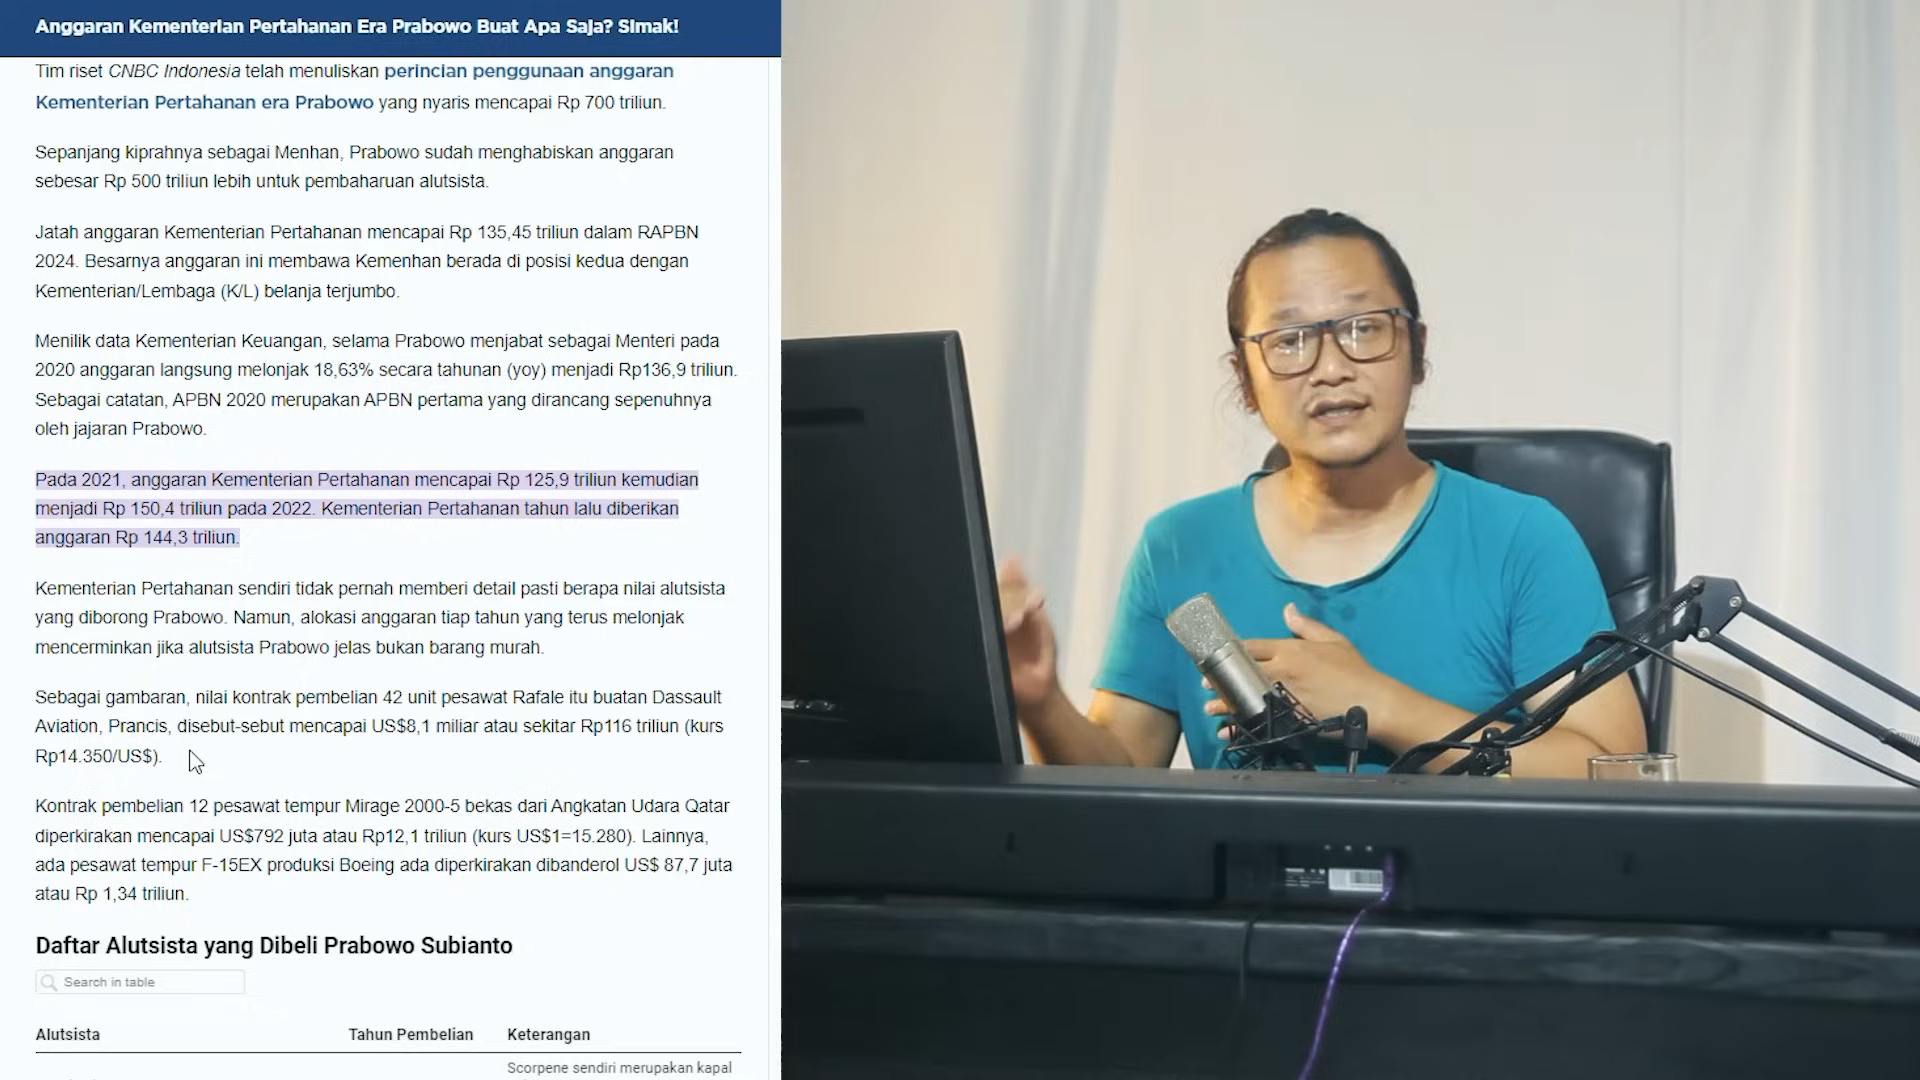 Anggaran Kementerian Pertahanan Era Prabowo Buat Apa Saja? Simak!
Tim riset CNBC Indonesia telah menuliskan perincian penggunaan anggaran
Kementerian Pertahanan era Prabowo yang nyaris mencapai Rp 700 triliun.
Sepanjang kiprahnya sebagai Menhan, Prabowo sudah menghabiskan anggaran
sebesar Rp 500 triliun lebih untuk pembaharuan alutsista.
Jatah anggaran Kementerian Pertahanan mencapai Rp 135,45 triliun dalam RAPBN
2024. Besarnya anggaran ini membawa Kemenhan berada di posisi kedua dengan
Kementerian/Lembaga (K/L) belanja terjumbo.
Menilik data Kementerian Keuangan, selama Prabowo menjabat sebagai Menteri pada
2020 anggaran langsung melonjak 18,63% secara tahunan (yoy) menjadi Rp136,9 triliun.
Sebagai catatan, APBN 2020 merupakan APBN pertama yang dirancang sepenuhnya
oleh jajaran Prabowo.
Pada 2021, anggaran Kementerian Pertahanan mencapai Rp 125,9 triliun kemudian
menjadi Rp 150,4 triliun pada 2022. Kementerian Pertahanan tahun lalu diberikan
anggaran Rp 144,3 triliun.
Kementerian Pertahanan sendiri tidak pernah memberi detail pasti berapa nilai alutsista
yang diborong Prabowo. Namun, alokasi anggaran tiap tahun yang terus melonjak
mencerminkan jika alutsista Prabowo jelas bukan barang murah.
Sebagai gambaran, nilai kontrak pembelian 42 unit pesawat Rafale itu buatan Dassault
Aviation, Prancis, disebut-sebut mencapai US$8,1 miliar atau sekitar Rp116 triliun (kurs
Rp14.350/US$).
Kontrak pembelian 12 pesawat tempur Mirage 2000-5 bekas dari Angkatan Udara Qatar
diperkirakan mencapai US$792 juta atau Rp12,1 triliun (kurs US$1=15.280). Lainnya,
ada pesawat tempur F-15EX produksi Boeing ada diperkirakan dibanderol US$ 87,7 juta
atau Rp 1,34 triliun.
Daftar Alutsista yang Dibeli Prabowo Subianto
Search in table
Alutsista Tahun Pembelian Keterangan
Scorpene sendiri merupakan kapal